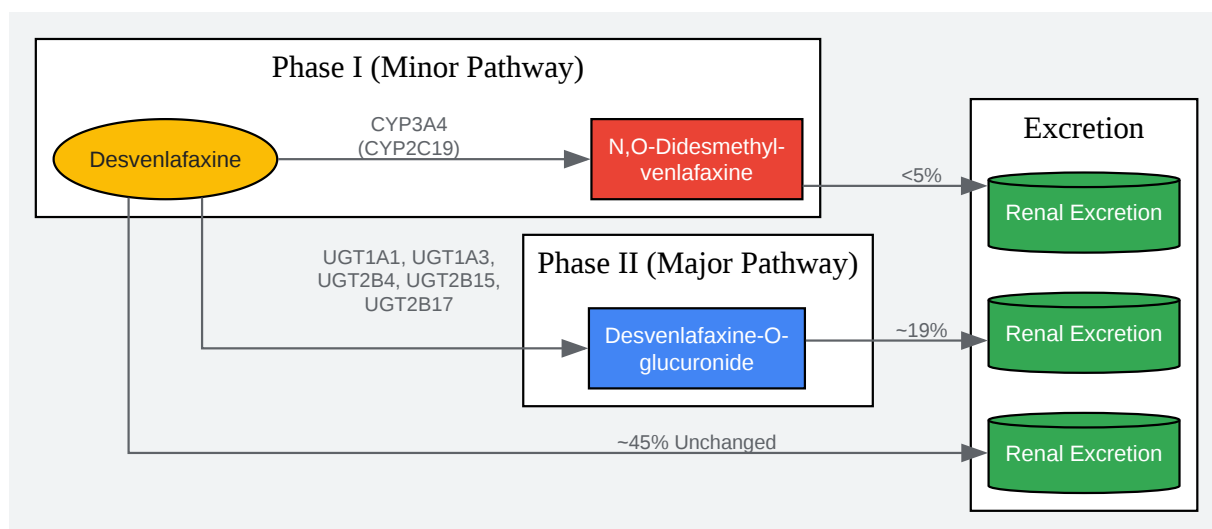 Phase I (Minor Pathway)
Desvenlafaxine
CYP3A4
(CYP2C19)
N,O-Didesmethyl-
venlafaxine
<5%
Excretion
Renal Excretion
UGT1A1, UGT1A3,
UGT2B4, UGT2B15,
UGT2B17
Phase II (Major Pathway)
Desvenlafaxine-O-
glucuronide
~19%
Renal Excretion
~45% Unchanged
Renal Excretion